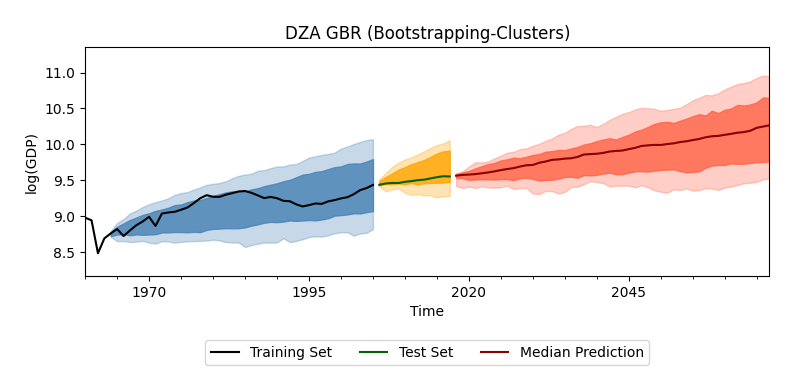 DZA GBR (Bootstrapping-Clusters)
log(GDP)
11.0
10.5
10.0
9.5
9.0
8.5
1970 1995 2020 2045
Time
Training Set Test Set Median Prediction